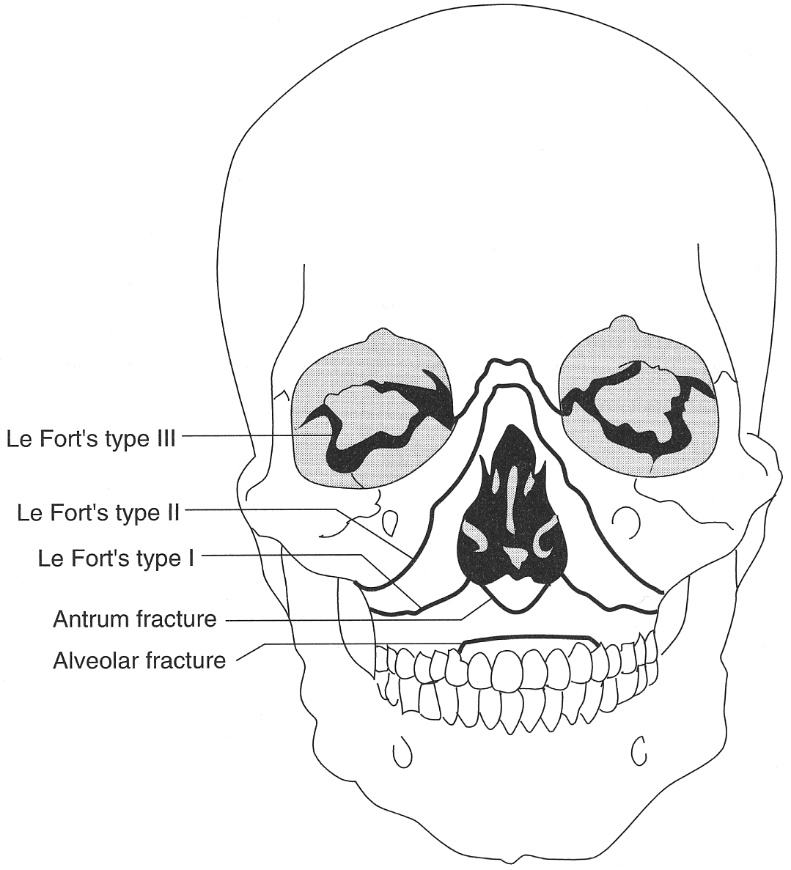 Le Fort's type III
Le Fort's type II
Le Fort's type I
Antrum fracture
Alveolar fracture